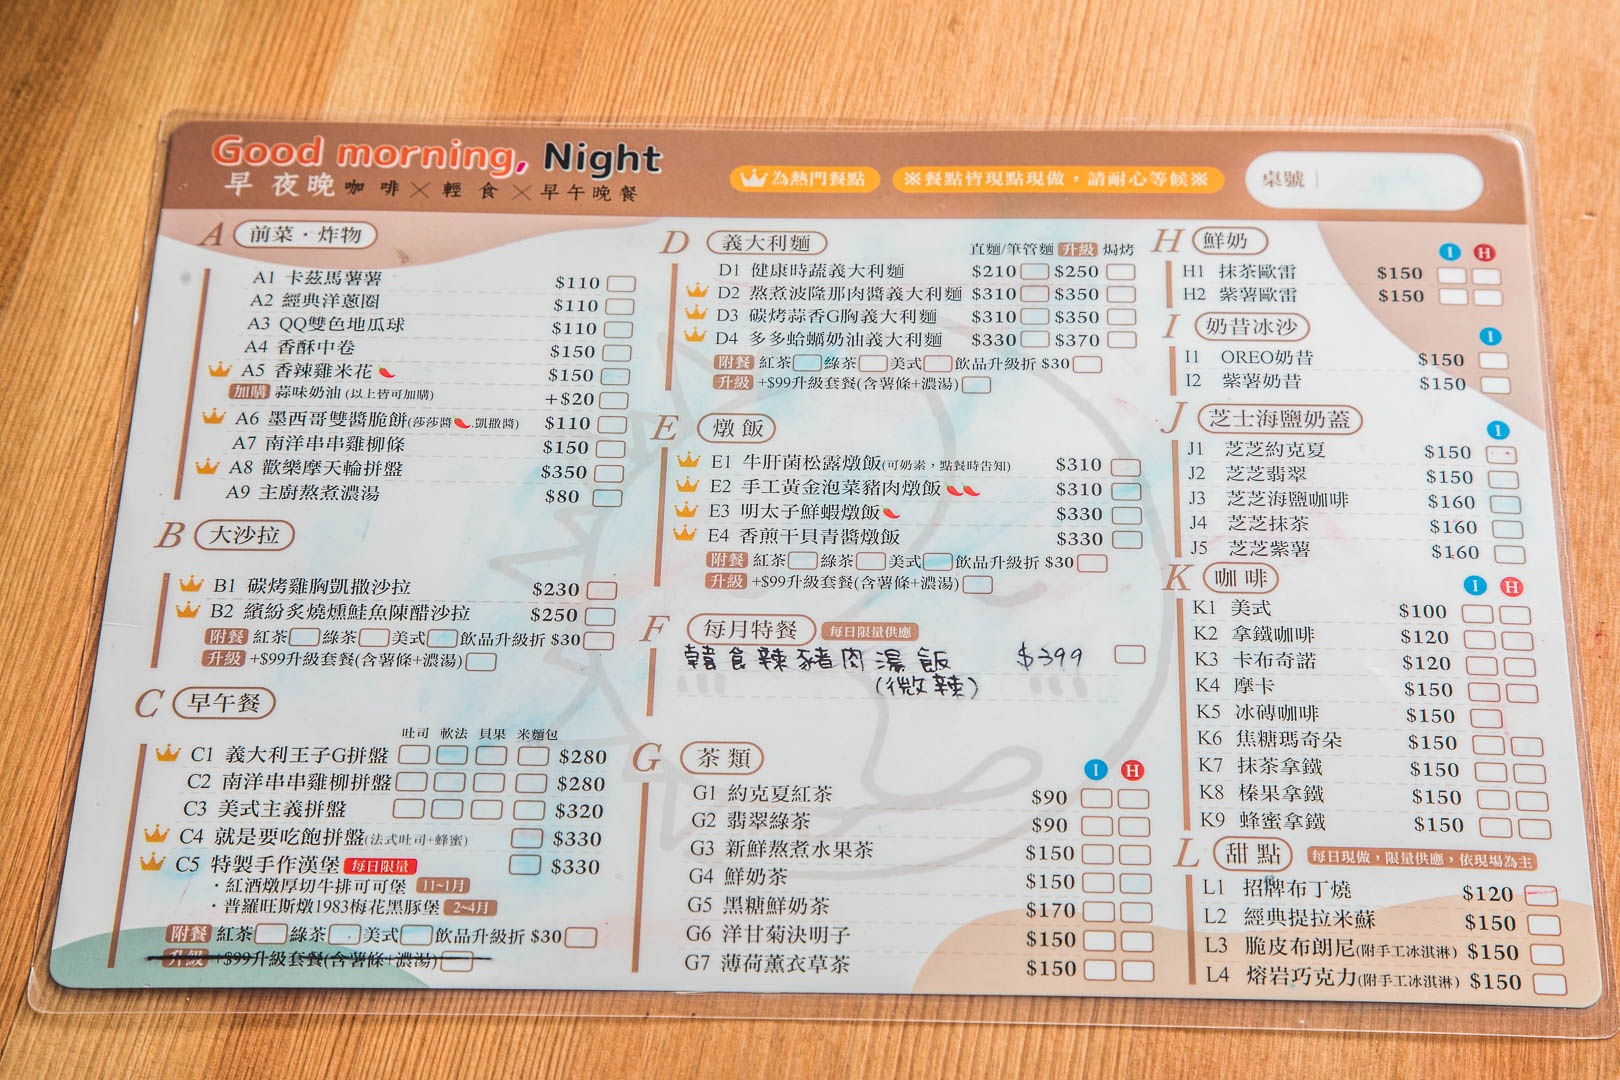 Good morning, Night
早 夜晚 咖啡×輕食×早午晚餐
為熱門餐點
※餐點皆現點現做，請耐心等候※
桌號
A 前菜·炸物
A1 卡茲馬薯薯 $110
A2 經典洋蔥圈 $110
A3 QQ雙色地瓜球 $110
A4 香酥中卷 $150
A5 香辣雞米花 $150
加購 蒜味奶油(以上皆可加購) +$20
A6 墨西哥雙醬脆餅(莎莎醬.凱撒醬) $110
A7 南洋串串雞柳條 $150
A8 歡樂摩天輪拼盤 $350
A9 主廚熬煮濃湯 $80
B 大沙拉
B1 碳烤雞胸凱撒沙拉 $230
B2 繽紛炙燒燻鮭魚陳醋沙拉 $250
附餐 紅茶 綠茶 美式 飲品升級折 $30
升級 +$99升級套餐(含薯條+濃湯)
C 早午餐
吐司 軟法 貝果 米麵包
C1 義大利王子G拼盤 $280
C2 南洋串串雞柳拼盤 $280
C3 美式主義拼盤 $320
C4 就是要吃飽拼盤(法式吐司+蜂蜜) $330
C5 特製手作漢堡 每日限量 $330
·紅酒燉厚切牛排可可堡 11~1月
·普羅旺斯燉1983梅花黑豚堡 2~4月
附餐 紅茶 綠茶 美式 飲品升級折 $30
升級 +$99升級套餐(含薯條+濃湯)
D 義大利麵
直麵/筆管麵 升級 焗烤
D1 健康時蔬義大利麵 $210 $250
D2 熬煮波隆那肉醬義大利麵 $310 $350
D3 碳烤蒜香G胸義大利麵 $310 $350
D4 多多蛤蠣奶油義大利麵 $330 $370
附餐 紅茶 綠茶 美式 飲品升級折 $30
升級 +$99升級套餐(含薯條+濃湯)
E 燉飯
E1 牛肝菌松露燉飯(可奶素，點餐時告知) $310
E2 手工黃金泡菜豬肉燉飯 $310
E3 明太子鮮蝦燉飯 $330
E4 香煎干貝青醬燉飯 $330
附餐 紅茶 綠茶 美式 飲品升級折 $30
升級 +$99升級套餐(含薯條+濃湯)
F 每月特餐 每日限量供應
韓食辣豬肉湯飯 $399
(微辣)
G 茶類
I H
G1 約克夏紅茶 $90
G2 翡翠綠茶 $90
G3 新鮮熬煮水果茶 $150
G4 鮮奶茶 $150
G5 黑糖鮮奶茶 $170
G6 洋甘菊決明子 $150
G7 薄荷薰衣草茶 $150
H 鮮奶
I H
H1 抹茶歐雷 $150
H2 紫薯歐雷 $150
I 奶昔冰沙
I
I1 OREO奶昔 $150
I2 紫薯奶昔 $150
J 芝士海鹽奶蓋
I
J1 芝芝約克夏 $150
J2 芝芝翡翠 $150
J3 芝芝海鹽咖啡 $160
J4 芝芝抹茶 $160
J5 芝芝紫薯 $160
K 咖啡
I H
K1 美式 $100
K2 拿鐵咖啡 $120
K3 卡布奇諾 $120
K4 摩卡 $150
K5 冰磚咖啡 $150
K6 焦糖瑪奇朵 $150
K7 抹茶拿鐵 $150
K8 榛果拿鐵 $150
K9 蜂蜜拿鐵 $150
L 甜點 每日現做，限量供應，依現場為主
L1 招牌布丁燒 $120
L2 經典提拉米蘇 $150
L3 脆皮布朗尼(附手工冰淇淋) $150
L4 熔岩巧克力(附手工冰淇淋) $150